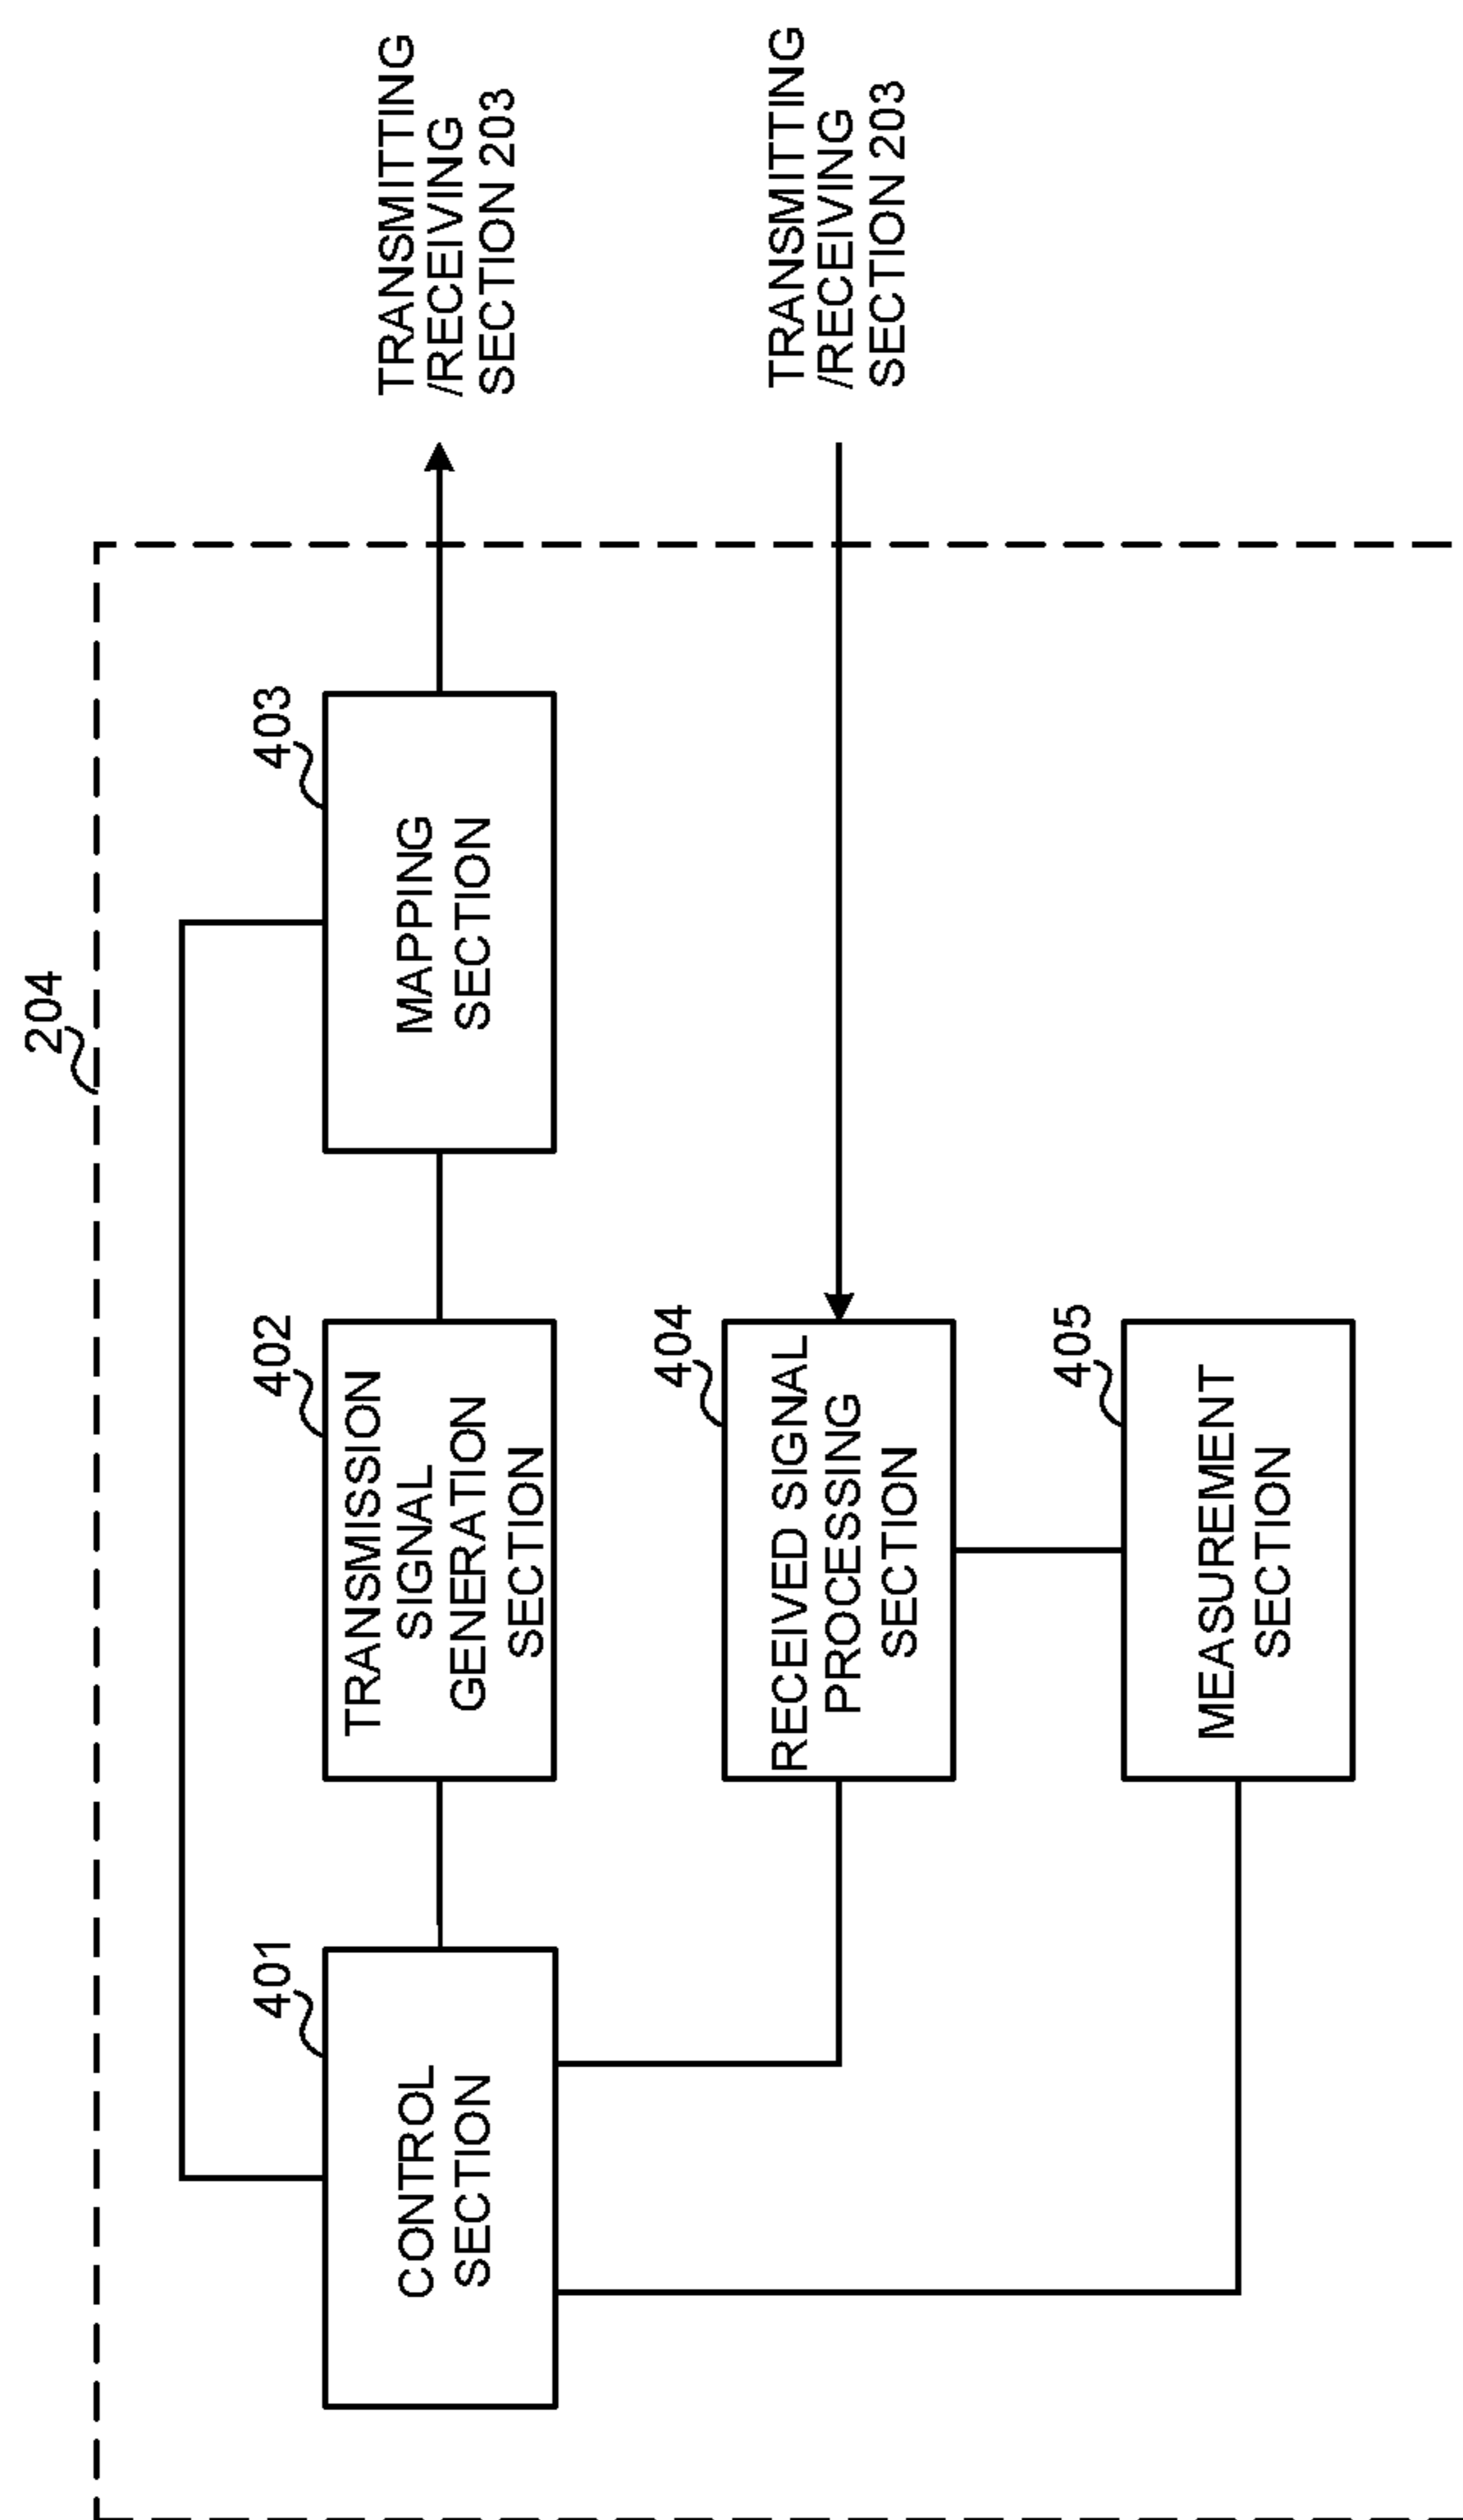 204
401
CONTROL
SECTION
402
TRANSMISSION
SIGNAL
GENERATION
SECTION
403
MAPPING
SECTION
TRANSMITTING
/RECEIVING
SECTION 203
404
RECEIVED SIGNAL
PROCESSING
SECTION
TRANSMITTING
/RECEIVING
SECTION 203
405
MEASUREMENT
SECTION